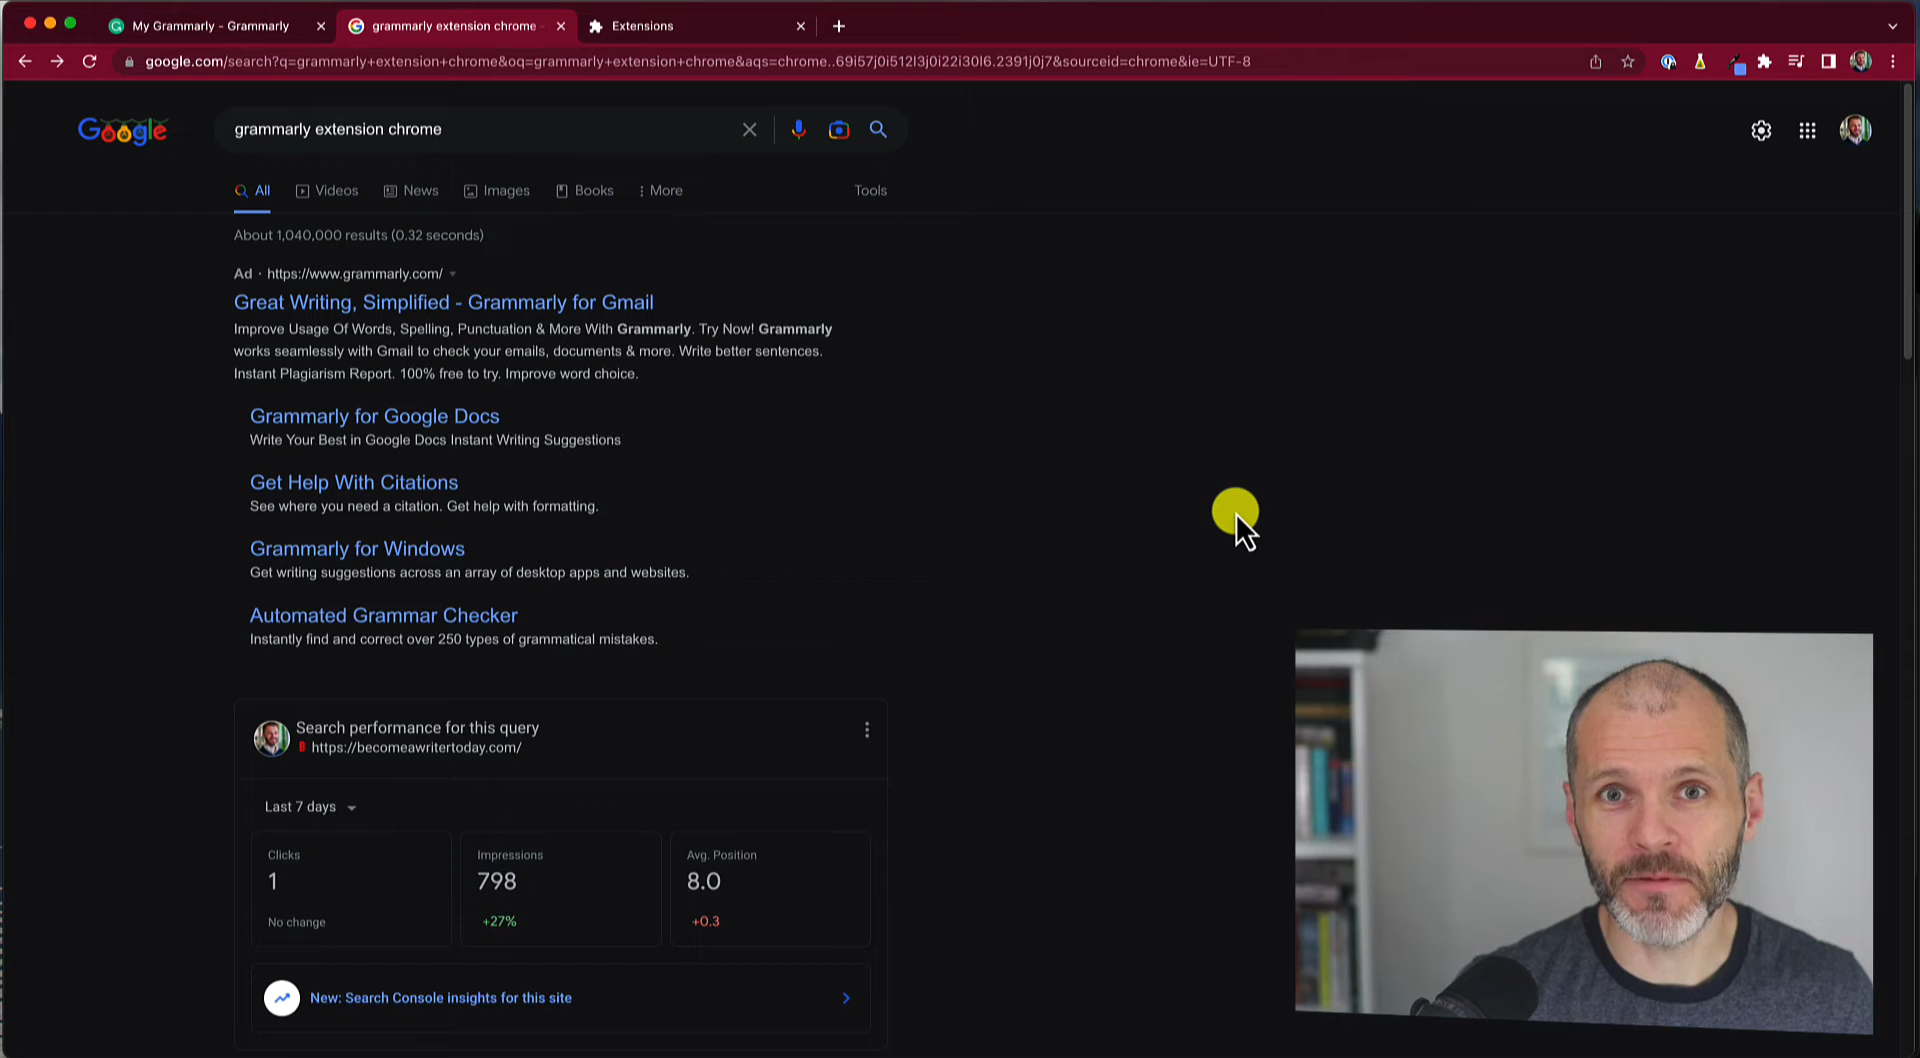 My Grammarly - Grammarly
grammarly extension chrome -
Extensions
google.com/search?q=grammarly+extension+chrome&oq=grammarly+extension+chrome&aqs=chrome..69i57j0i512l3j0i22i30l6.2391j0j7&sourceid=chrome&ie=UTF-8
Google
grammarly extension chrome
All
Videos
News
Images
Books
More
Tools
About 1,040,000 results (0.32 seconds)
Ad · https://www.grammarly.com/
Great Writing, Simplified - Grammarly for Gmail
Improve Usage Of Words, Spelling, Punctuation & More With Grammarly. Try Now! Grammarly
works seamlessly with Gmail to check your emails, documents & more. Write better sentences.
Instant Plagiarism Report. 100% free to try. Improve word choice.
Grammarly for Google Docs
Write Your Best in Google Docs Instant Writing Suggestions
Get Help With Citations
See where you need a citation. Get help with formatting.
Grammarly for Windows
Get writing suggestions across an array of desktop apps and websites.
Automated Grammar Checker
Instantly find and correct over 250 types of grammatical mistakes.
Search performance for this query
https://becomeawritertoday.com/
Last 7 days
Clicks
1
No change
Impressions
798
+27%
Avg. Position
8.0
+0.3
New: Search Console insights for this site